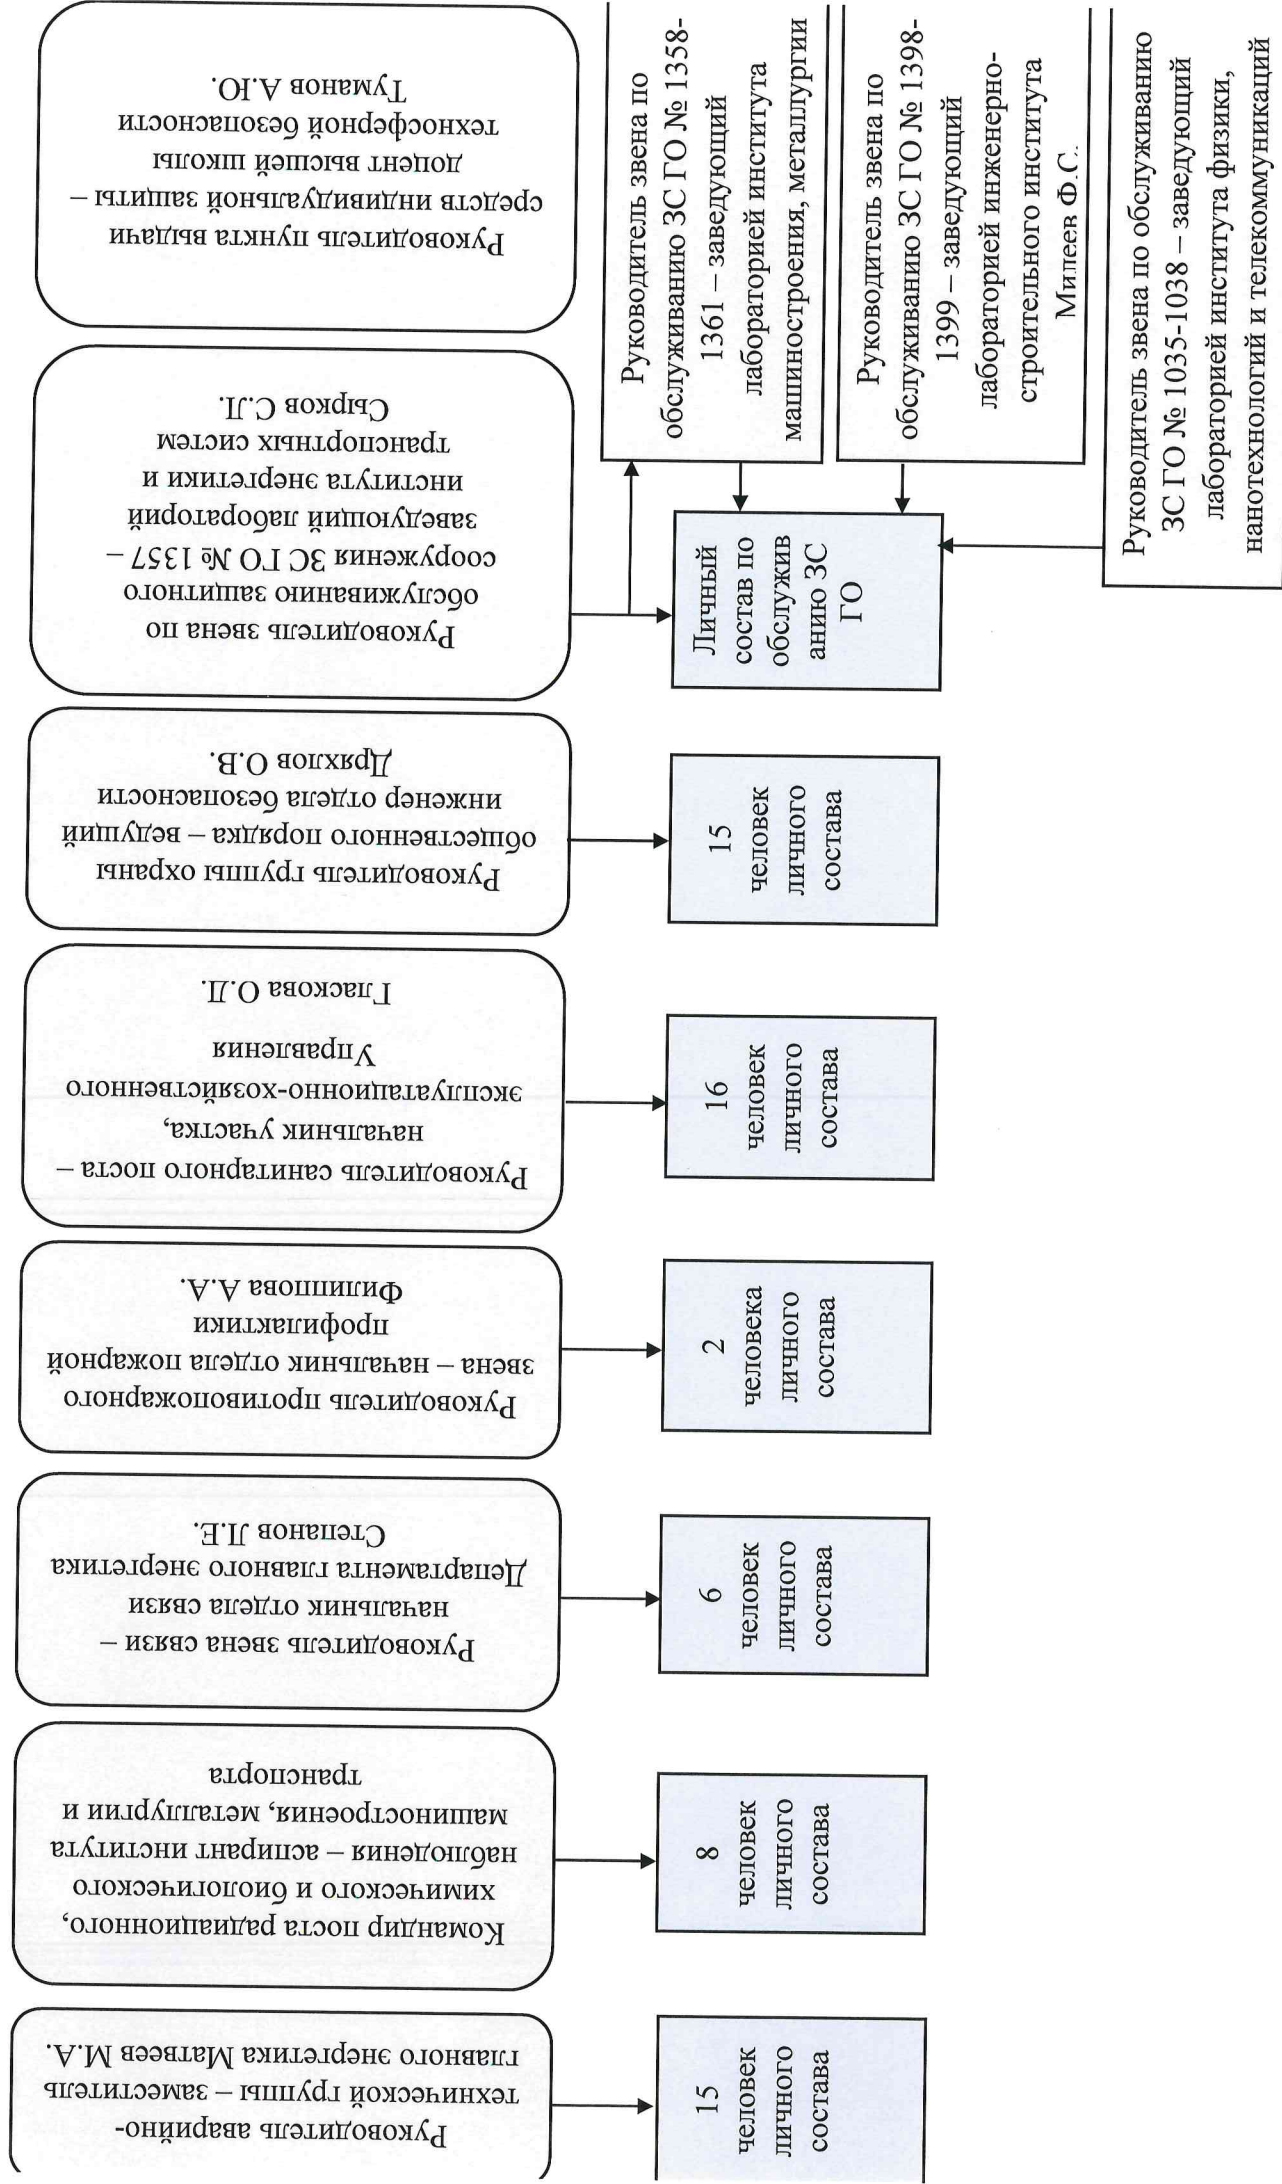 Руководитель пункта выдачи
средств индивидуальной защиты –
доцент высшей школы
техносферной безопасности
Туманов А.Ю.
Руководитель звена по
обслуживанию защитного
сооружения ЗС ГО № 1357 –
заведующий лабораторий
института энергетики и
транспортных систем
Сырков С.Л.
Руководитель звена по
обслуживанию ЗС ГО № 1358-
1361 – заведующий
лабораторией института
машиностроения, металлургии
Руководитель звена по
обслуживанию ЗС ГО № 1398-
1399 – заведующий
лабораторией инженерно-
строительного института
Милеев Ф.С.
Руководитель звена по обслуживанию
ЗС ГО № 1035-1038 – заведующий
лабораторией института физики,
нанотехнологий и телекоммуникаций
Личный
состав по
обслужив
анию ЗС
ГО
Руководитель группы охраны
общественного порядка – ведущий
инженер отдела безопасности
Дряхлов О.В.
15
человек
личного
состава
Руководитель санитарного поста –
начальник участка,
эксплуатационно-хозяйственного
Управления
Гласкова О.Д.
16
человек
личного
состава
Руководитель противопожарного
звена – начальник отдела пожарной
профилактики
Филиппова А.А.
2
человека
личного
состава
Руководитель звена связи –
начальник отдела связи
Департамента главного энергетика
Степанов Л.Е.
6
человек
личного
состава
Командир поста радиационного,
химического и биологического
наблюдения – аспирант института
машиностроения, металлургии и
транспорта
8
человек
личного
состава
Руководитель аварийно-
технической группы – заместитель
главного энергетика Матвеев М.А.
15
человек
личного
состава